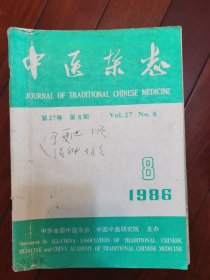 中医杂志
JOURNAL OF TRADITIONAL CHINESE MEDICINE
第27卷 第8期 Vol.27 No.8
8
1986
中华全国中医学会 中国中医研究院 主办
Sponsored by ALL-CHINA ASSOCIATION OF TRADITIONAL CHINESE
MEDICINE and CHINA ACADEMY OF TRADITIONAL CHINESE MEDICINE